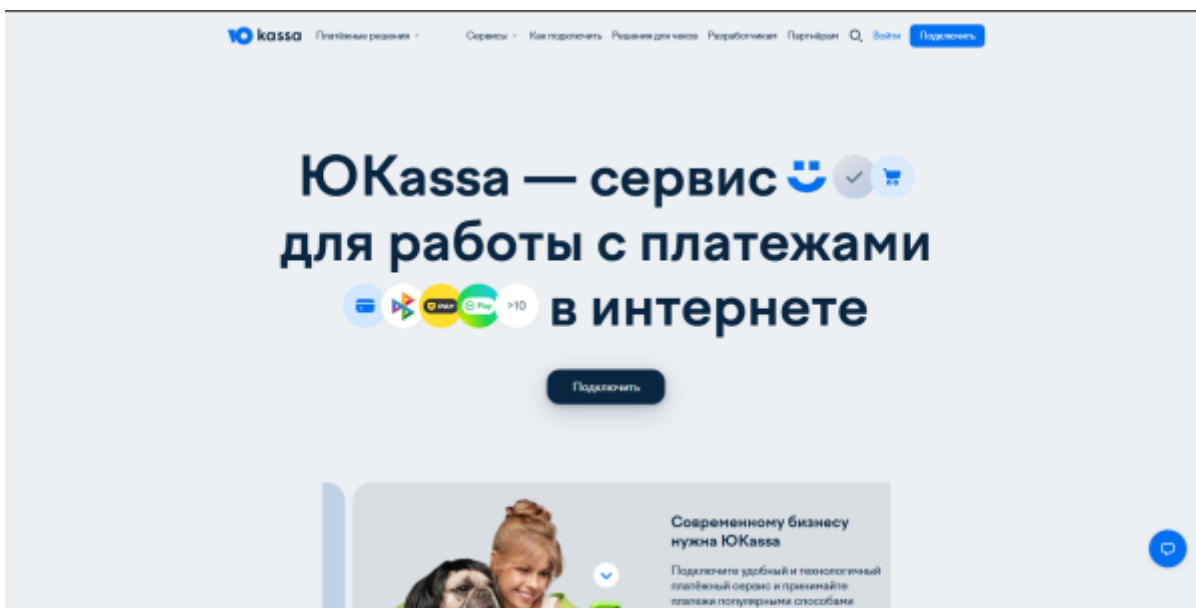 Ю kassa Платёжные решения Сервисы Как подключить Решения для чеков Разработчикам Партнёрам Войти Подключить
ЮKassa — сервис
для работы с платежами
Pay >10 в интернете
Подключить
Современному бизнесу
нужна ЮKassa
Подключите удобный и технологичный
платёжный сервис и принимайте
платежи популярными способами